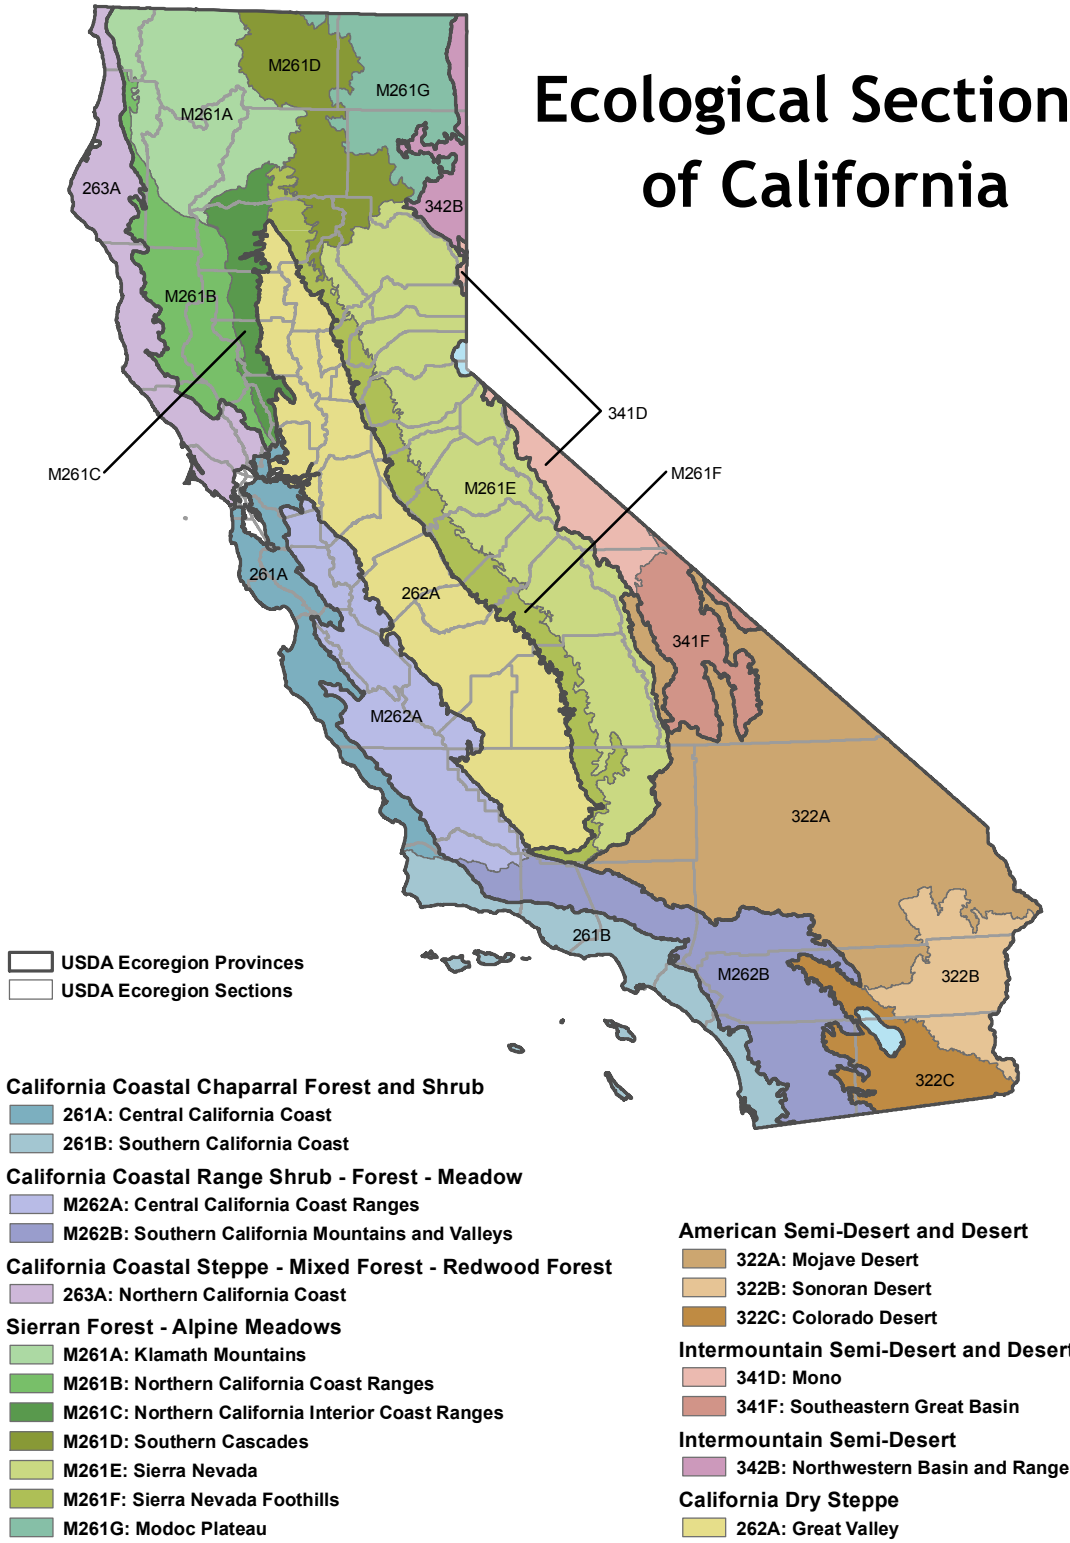 Ecological Section
of California
M261D
M261G
M261A
263A
342B
M261B
341D
M261C
M261F
M261E
261A
262A
341F
M262A
322A
261B
M262B
322B
322C
USDA Ecoregion Provinces
USDA Ecoregion Sections
California Coastal Chaparral Forest and Shrub
261A: Central California Coast
261B: Southern California Coast
California Coastal Range Shrub - Forest - Meadow
M262A: Central California Coast Ranges
M262B: Southern California Mountains and Valleys
California Coastal Steppe - Mixed Forest - Redwood Forest
263A: Northern California Coast
Sierran Forest - Alpine Meadows
M261A: Klamath Mountains
M261B: Northern California Coast Ranges
M261C: Northern California Interior Coast Ranges
M261D: Southern Cascades
M261E: Sierra Nevada
M261F: Sierra Nevada Foothills
M261G: Modoc Plateau
American Semi-Desert and Desert
322A: Mojave Desert
322B: Sonoran Desert
322C: Colorado Desert
Intermountain Semi-Desert and Desert
341D: Mono
341F: Southeastern Great Basin
Intermountain Semi-Desert
342B: Northwestern Basin and Range
California Dry Steppe
262A: Great Valley